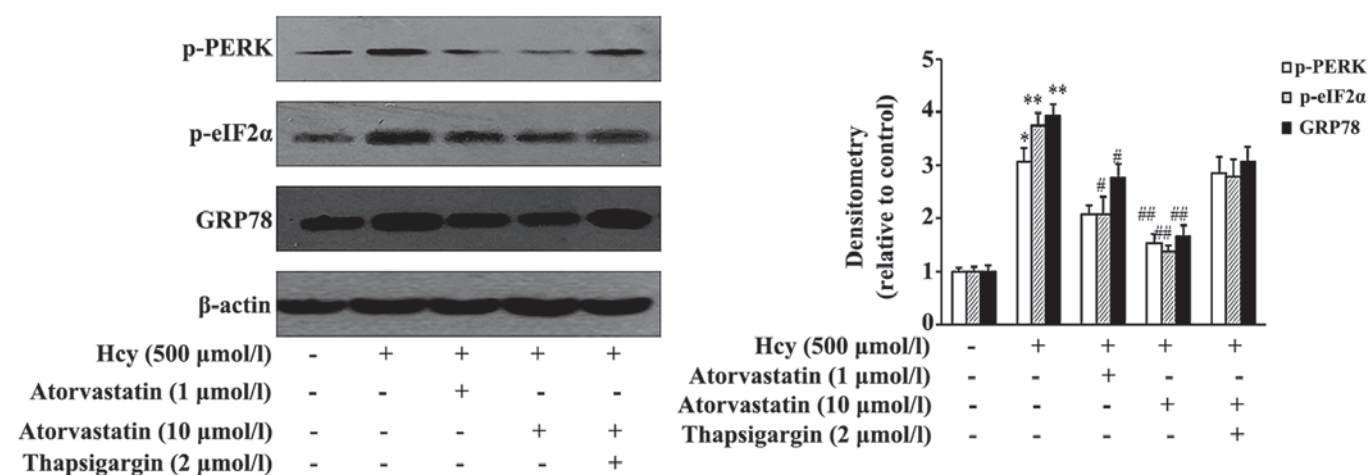 p-PERK
p-eIF2α
GRP78
β-actin
Hcy (500 μmol/l) - + + + +
Atorvastatin (1 μmol/l) - - + - -
Atorvastatin (10 μmol/l) - - - + +
Thapsigargin (2 μmol/l) - - - - +
Densitometry
(relative to control)
5
4
3
2
1
0
* ** **
# #
## ## ##
p-PERK
p-eIF2α
GRP78
Hcy (500 μmol/l) - + + + +
Atorvastatin (1 μmol/l) - - + - -
Atorvastatin (10 μmol/l) - - - + +
Thapsigargin (2 μmol/l) - - - - +